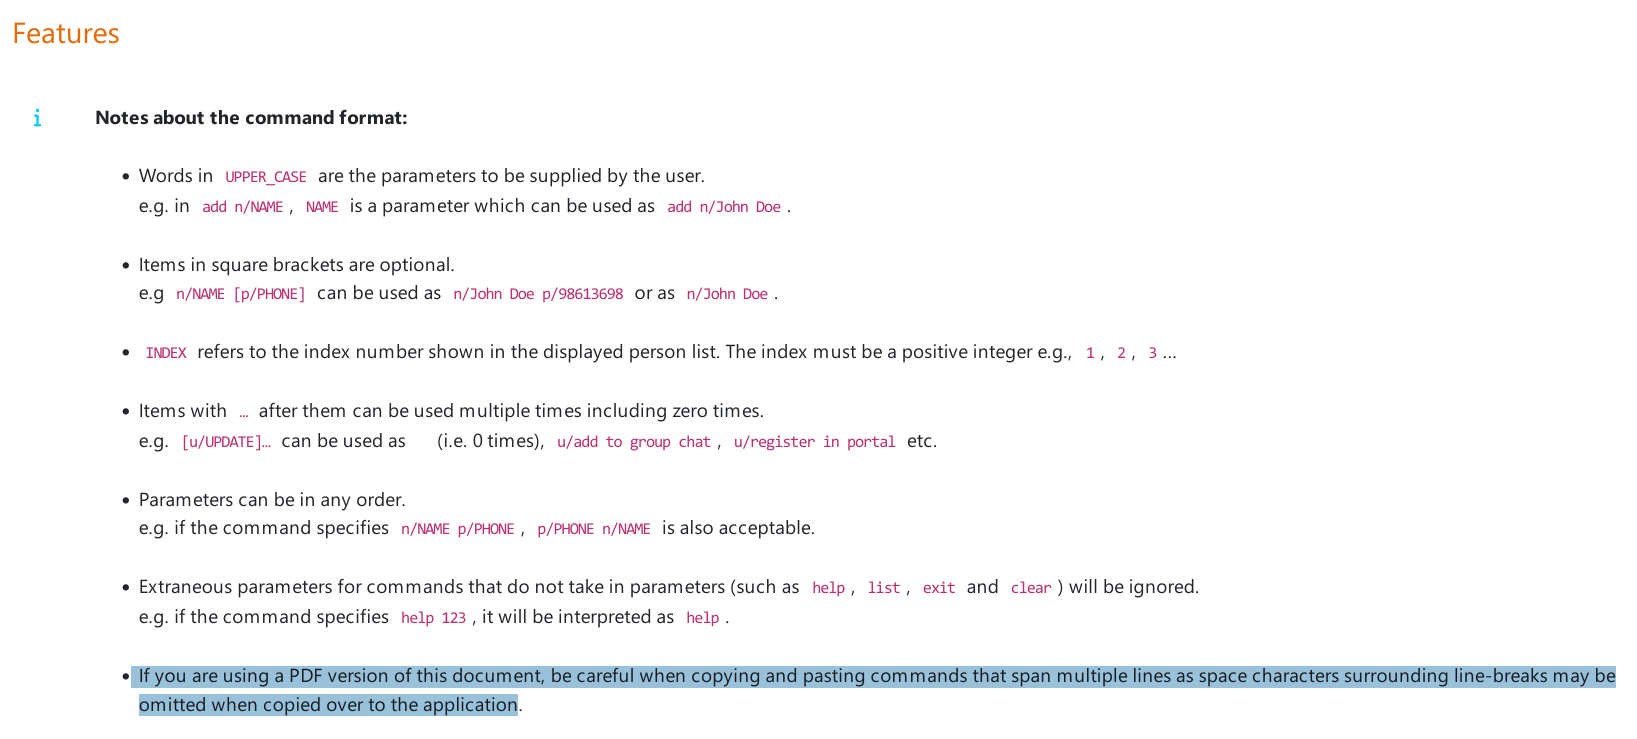 Features
i
Notes about the command format:
• Words in UPPER_CASE are the parameters to be supplied by the user.
e.g. in add n/NAME, NAME is a parameter which can be used as add n/John Doe.
• Items in square brackets are optional.
e.g n/NAME [p/PHONE] can be used as n/John Doe p/98613698 or as n/John Doe.
• INDEX refers to the index number shown in the displayed person list. The index must be a positive integer e.g., 1, 2, 3…
• Items with … after them can be used multiple times including zero times.
e.g. [u/UPDATE]… can be used as (i.e. 0 times), u/add to group chat, u/register in portal etc.
• Parameters can be in any order.
e.g. if the command specifies n/NAME p/PHONE, p/PHONE n/NAME is also acceptable.
• Extraneous parameters for commands that do not take in parameters (such as help, list, exit and clear) will be ignored.
e.g. if the command specifies help 123, it will be interpreted as help.
• If you are using a PDF version of this document, be careful when copying and pasting commands that span multiple lines as space characters surrounding line-breaks may be
omitted when copied over to the application.